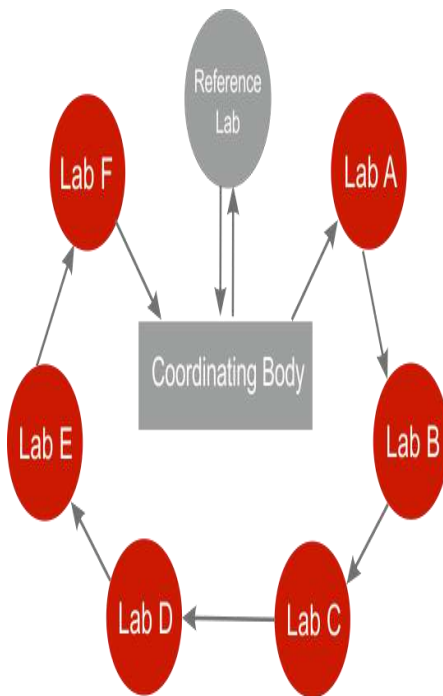 Reference
Lab
Lab F
Lab A
Coordinating Body
Lab E
Lab B
Lab D
Lab C